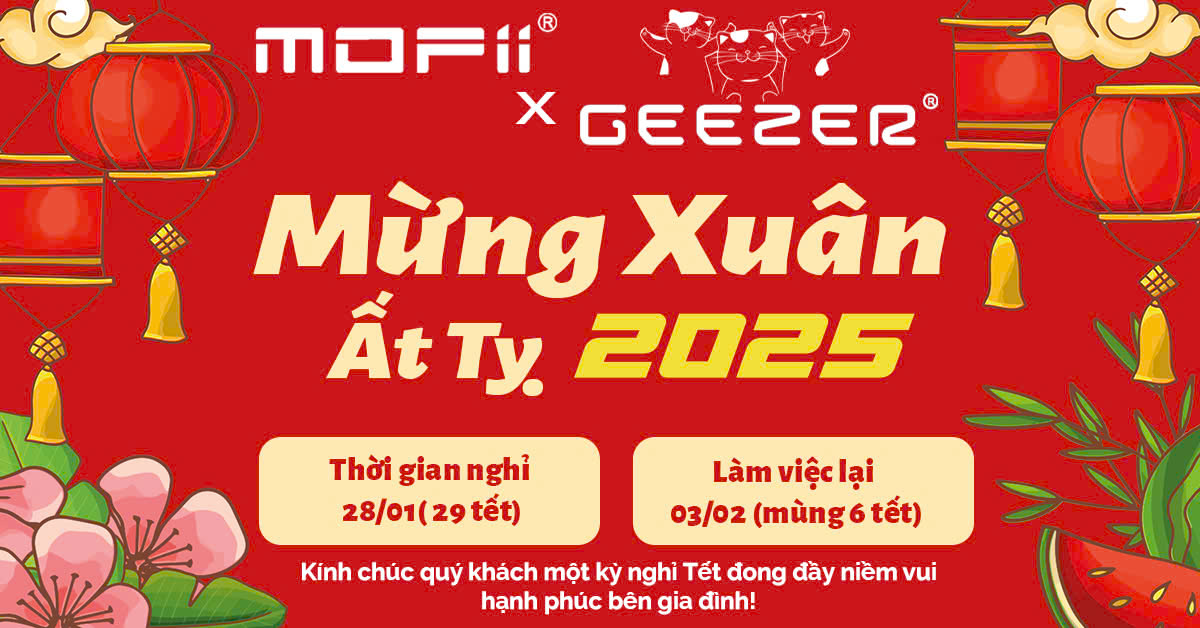 MOFii®
X GEEZER®
Mừng Xuân
Ất Tỵ 2025
Thời gian nghỉ
28/01( 29 tết)
Làm việc lại
03/02 (mùng 6 tết)
Kính chúc quý khách một kỳ nghỉ Tết đong đầy niềm vui
hạnh phúc bên gia đình!